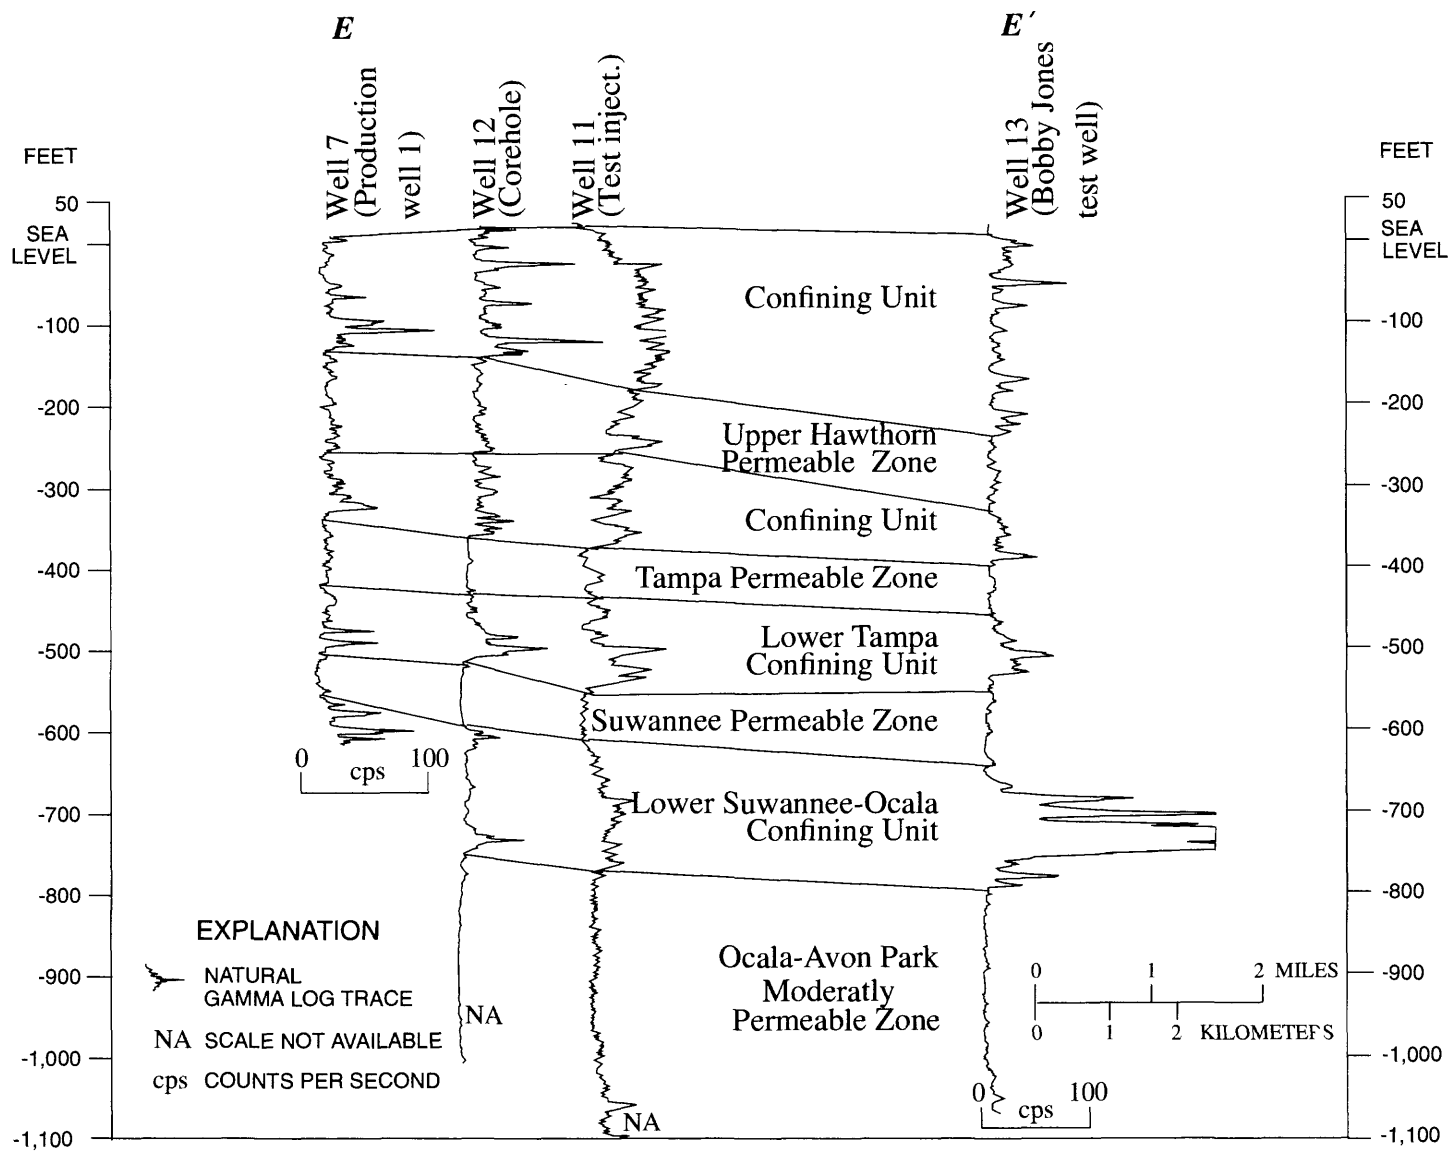 E
E′
Well 7
(Production
well 1)
Well 12
(Corehole)
Well 11
(Test inject.)
Well 13
(Bobby Jones
test well)
FEET
50
SEA
LEVEL
-100
-200
-300
-400
-500
-600
-700
-800
-900
-1,000
-1,100
FEET
50
SEA
LEVEL
-100
-200
-300
-400
-500
-600
-700
-800
-900
-1,000
-1,100
Confining Unit
Upper Hawthorn
Permeable Zone
Confining Unit
Tampa Permeable Zone
Lower Tampa
Confining Unit
Suwannee Permeable Zone
Lower Suwannee-Ocala
Confining Unit
Ocala-Avon Park
Moderatly
Permeable Zone
0 100
cps
EXPLANATION
NATURAL
GAMMA LOG TRACE
NA SCALE NOT AVAILABLE
cps COUNTS PER SECOND
NA
NA
0 1 2 MILES
0 1 2 KILOMETERS
0 100
cps